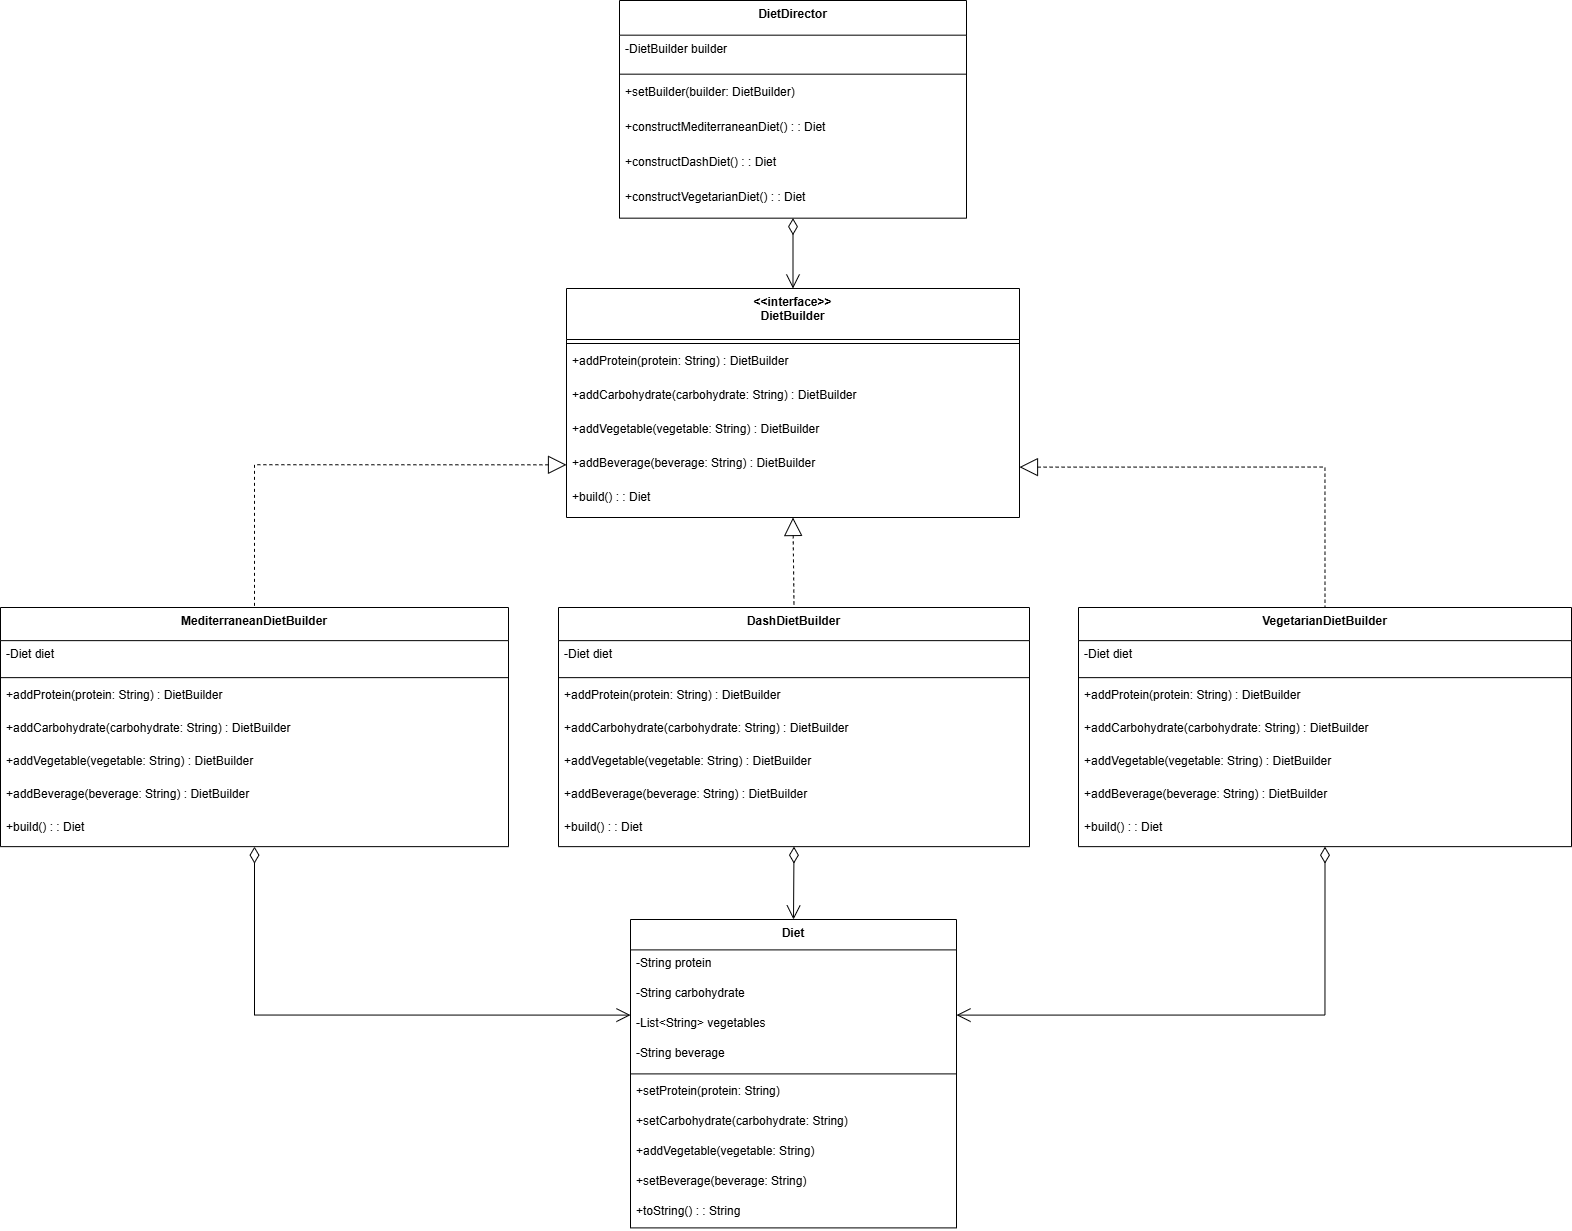 DietDirector
-DietBuilder builder
+setBuilder(builder: DietBuilder)
+constructMediterraneanDiet() : : Diet
+constructDashDiet() : : Diet
+constructVegetarianDiet() : : Diet
<<interface>>
DietBuilder
+addProtein(protein: String) : DietBuilder
+addCarbohydrate(carbohydrate: String) : DietBuilder
+addVegetable(vegetable: String) : DietBuilder
+addBeverage(beverage: String) : DietBuilder
+build() : : Diet
MediterraneanDietBuilder
-Diet diet
+addProtein(protein: String) : DietBuilder
+addCarbohydrate(carbohydrate: String) : DietBuilder
+addVegetable(vegetable: String) : DietBuilder
+addBeverage(beverage: String) : DietBuilder
+build() : : Diet
DashDietBuilder
-Diet diet
+addProtein(protein: String) : DietBuilder
+addCarbohydrate(carbohydrate: String) : DietBuilder
+addVegetable(vegetable: String) : DietBuilder
+addBeverage(beverage: String) : DietBuilder
+build() : : Diet
VegetarianDietBuilder
-Diet diet
+addProtein(protein: String) : DietBuilder
+addCarbohydrate(carbohydrate: String) : DietBuilder
+addVegetable(vegetable: String) : DietBuilder
+addBeverage(beverage: String) : DietBuilder
+build() : : Diet
Diet
-String protein
-String carbohydrate
-List<String> vegetables
-String beverage
+setProtein(protein: String)
+setCarbohydrate(carbohydrate: String)
+addVegetable(vegetable: String)
+setBeverage(beverage: String)
+toString() : : String